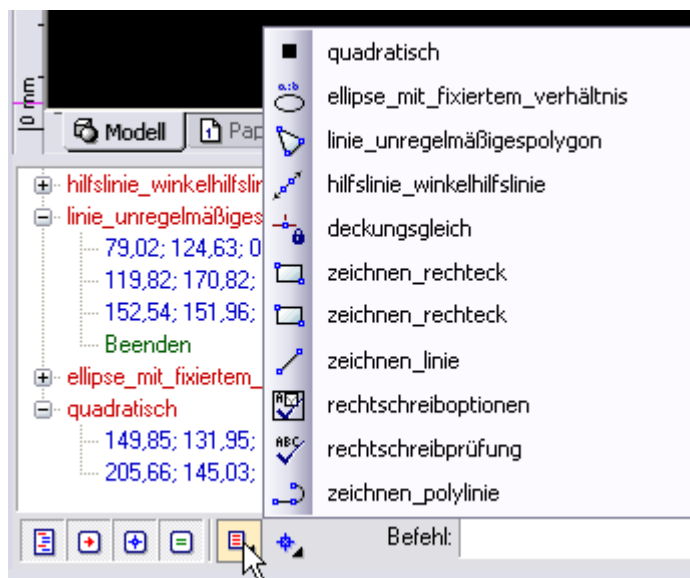 quadratisch
ellipse_mit_fixiertem_verhältnis
linie_unregelmäßigespolygon
hilfslinie_winkelhilfslinie
deckungsgleich
zeichnen_rechteck
zeichnen_rechteck
zeichnen_linie
rechtschreiboptionen
rechtschreibprüfung
zeichnen_polylinie
mm
Modell
Pap
hilfslinie_winkelhilfslin
linie_unregelmäßiges
79,02; 124,63; 0
119,82; 170,82;
152,54; 151,96;
Beenden
ellipse_mit_fixiertem_
quadratisch
149,85; 131,95;
205,66; 145,03;
Befehl: